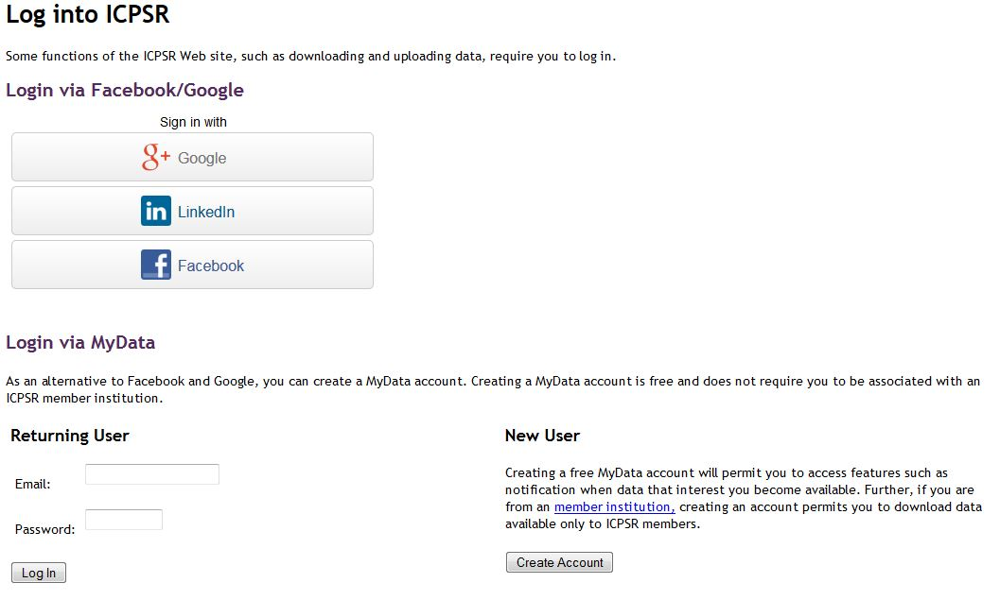 Log into ICPSR
Some functions of the ICPSR Web site, such as downloading and uploading data, require you to log in.
Login via Facebook/Google
Sign in with
g+ Google
in LinkedIn
f Facebook
Login via MyData
As an alternative to Facebook and Google, you can create a MyData account. Creating a MyData account is free and does not require you to be associated with an
ICPSR member institution.
Returning User
Email:
Password:
Log In
New User
Creating a free MyData account will permit you to access features such as
notification when data that interest you become available. Further, if you are
from an member institution, creating an account permits you to download data
available only to ICPSR members.
Create Account